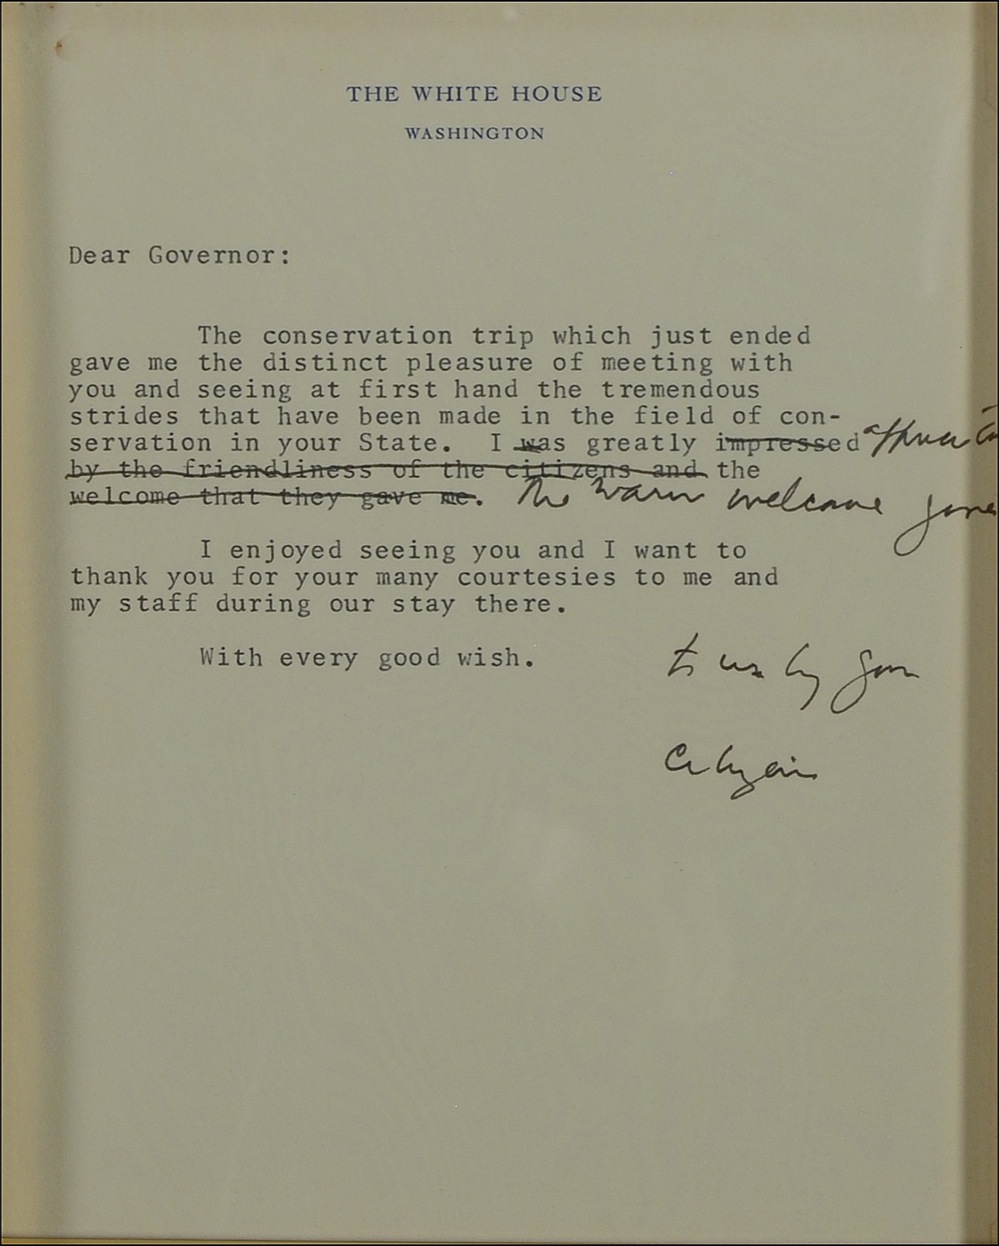 THE WHITE HOUSE
WASHINGTON
Dear Governor:
The conservation trip which just ended
gave me the distinct pleasure of meeting with
you and seeing at first hand the tremendous
strides that have been made in the field of con-
servation in your State. I was greatly impressed
by the friendliness of the citizens and the
welcome that they gave me. The warm welcome
I enjoyed seeing you and I want to
thank you for your many courtesies to me and
my staff during our stay there.
With every good wish. to us by